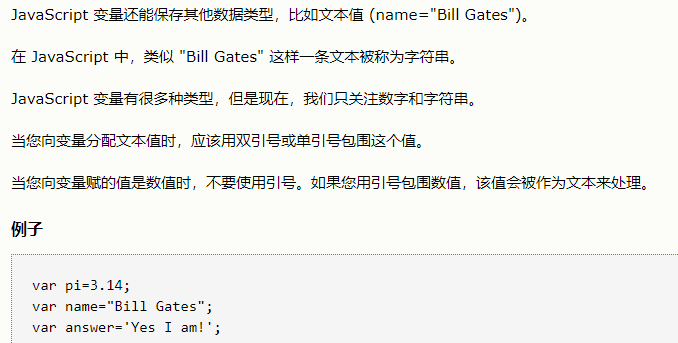 JavaScript 变量还能保存其他数据类型，比如文本值 (name="Bill Gates")。
在 JavaScript 中，类似 "Bill Gates" 这样一条文本被称为字符串。
JavaScript 变量有很多种类型，但是现在，我们只关注数字和字符串。
当您向变量分配文本值时，应该用双引号或单引号包围这个值。
当您向变量赋的值是数值时，不要使用引号。如果您用引号包围数值，该值会被作为文本来处理。
例子
var pi=3.14;
var name="Bill Gates";
var answer='Yes I am!';